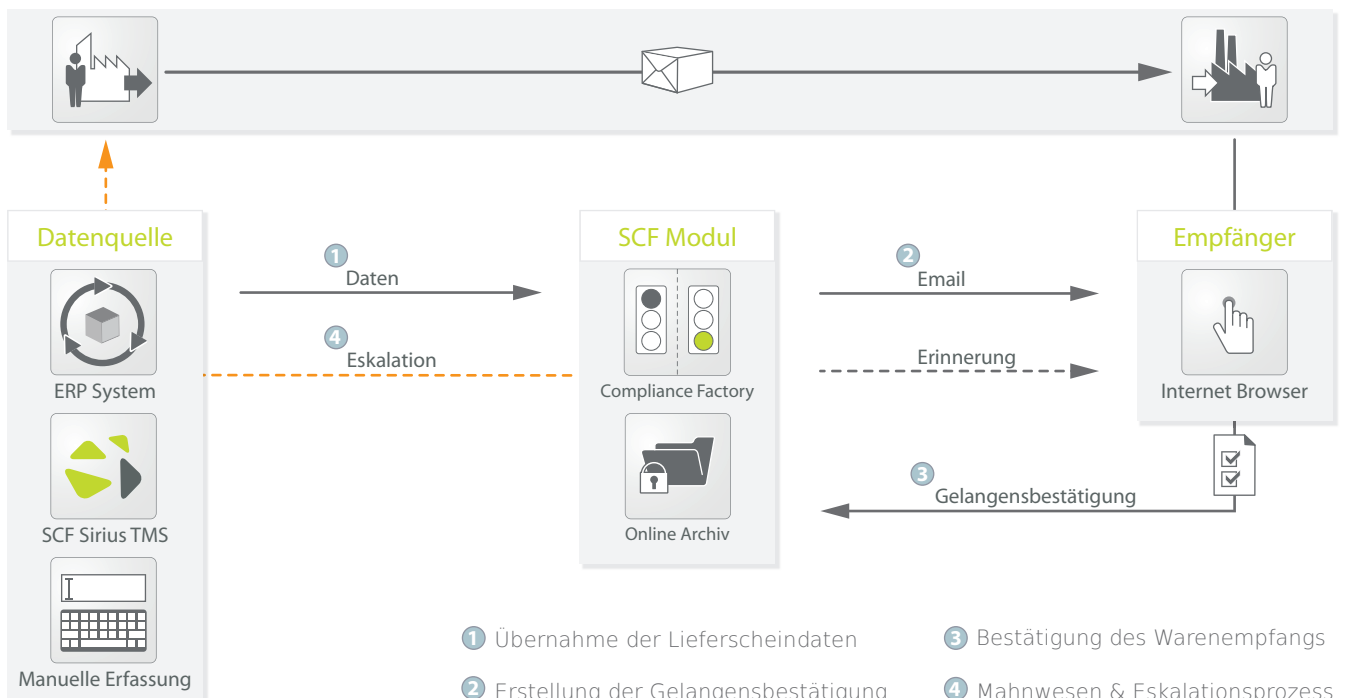 Datenquelle
SCF Modul
Empfänger
1
Daten
2
Email
4
Eskalation
Erinnerung
ERP System
Compliance Factory
Internet Browser
3
Gelangensbestätigung
SCF Sirius TMS
Online Archiv
Manuelle Erfassung
1 Übernahme der Lieferscheindaten
3 Bestätigung des Warenempfangs
2 Erstellung der Gelangensbestätigung
4 Mahnwesen & Eskalationsprozess